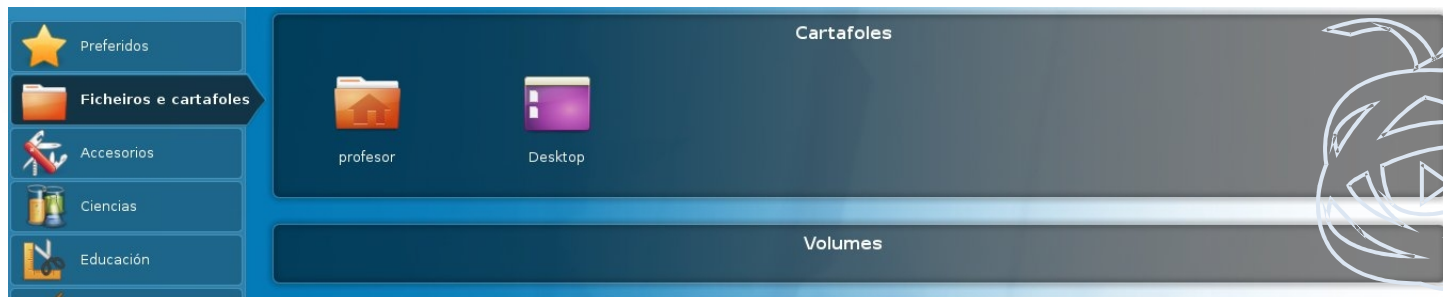 Preferidos
Ficheiros e cartafoles
Accesorios
Ciencias
Educación
Cartafoles
profesor
Desktop
Volumes